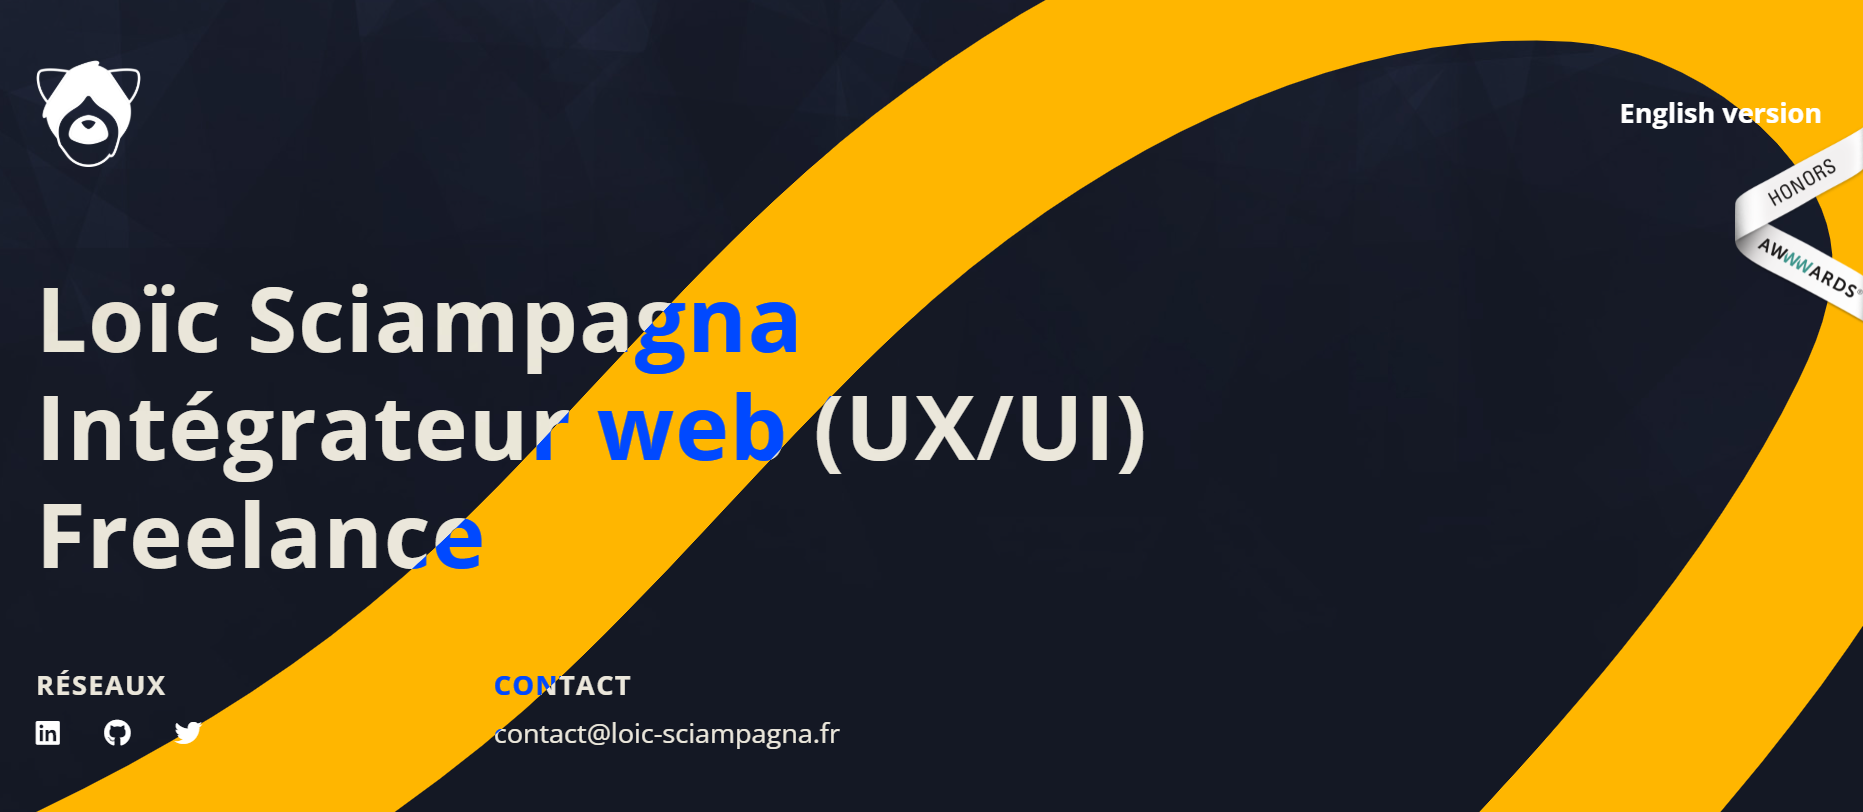 English version
HONORS
AWWWARDS®
Loïc Sciampagna
Intégrateur web (UX/UI)
Freelance
RÉSEAUX
CONTACT
contact@loic-sciampagna.fr